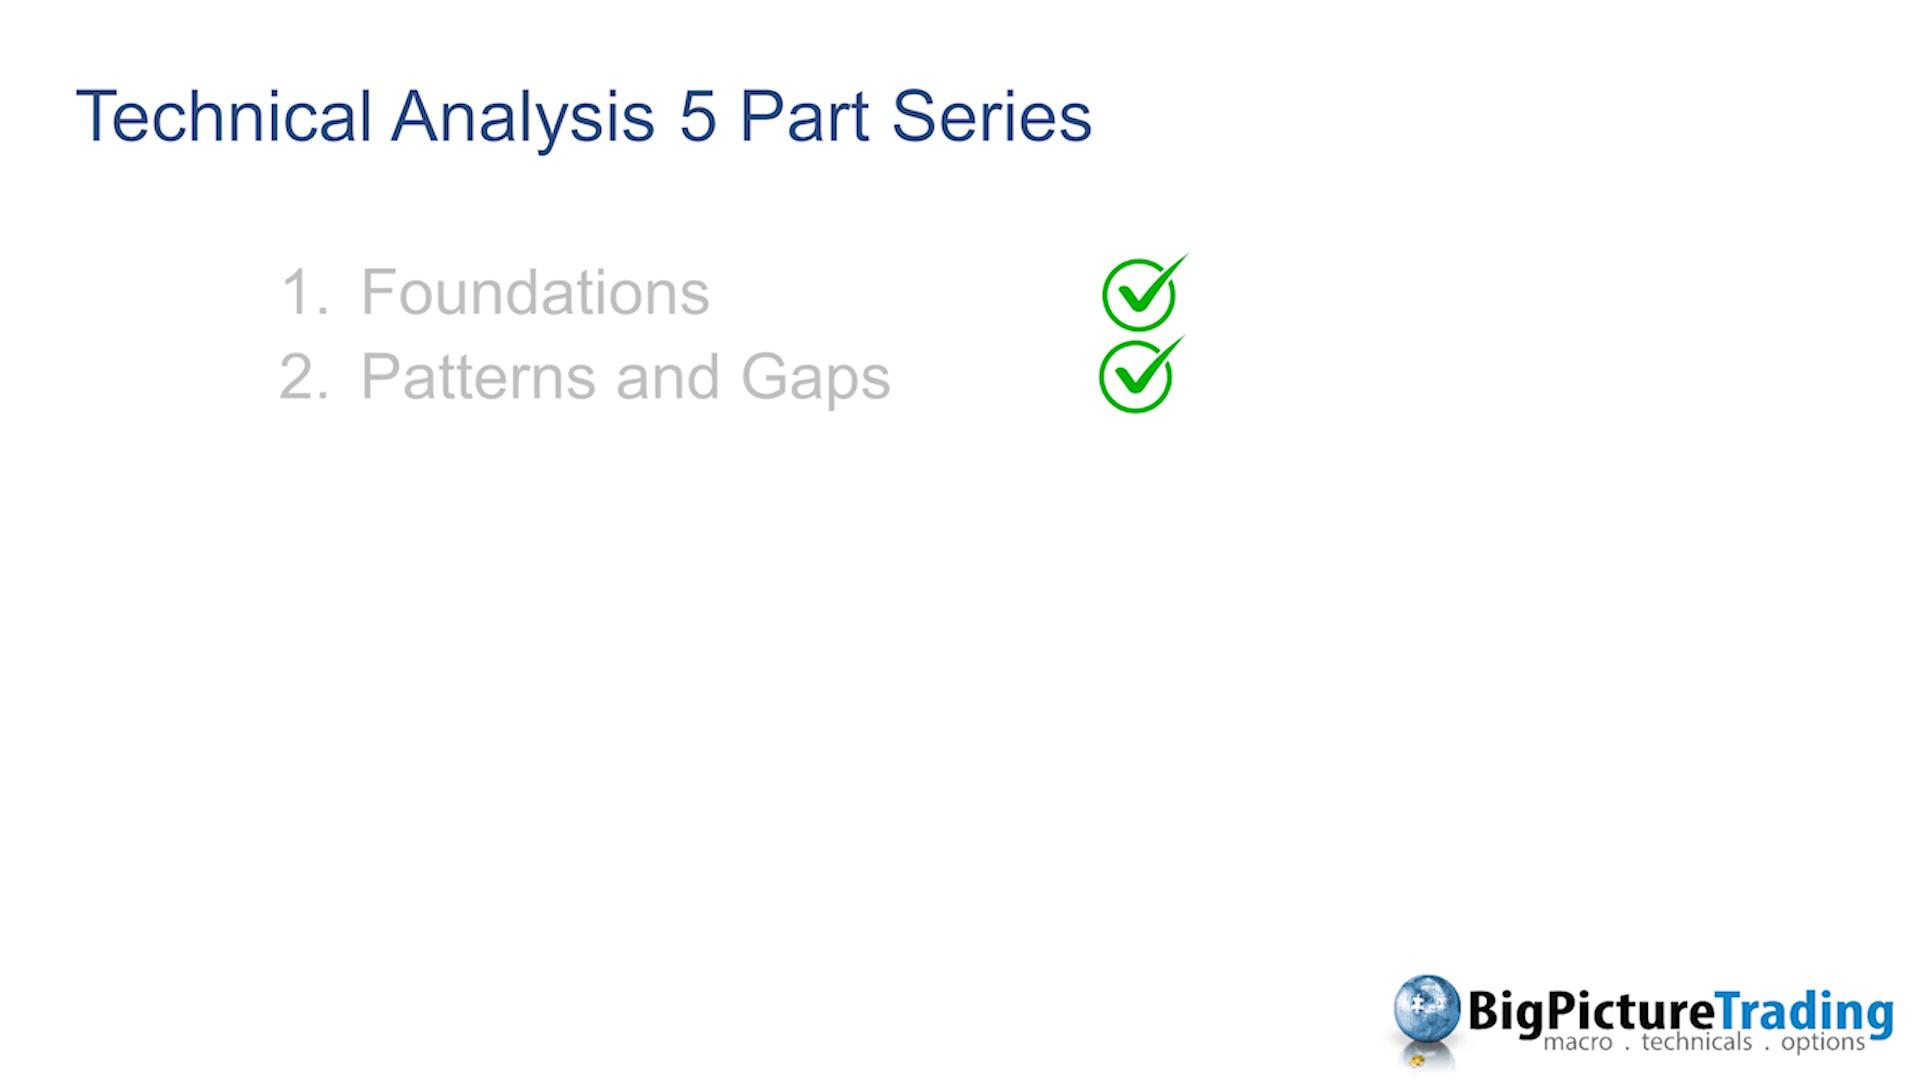 Technical Analysis 5 Part Series
1. Foundations
2. Patterns and Gaps
BigPictureTrading
macro . technicals . options